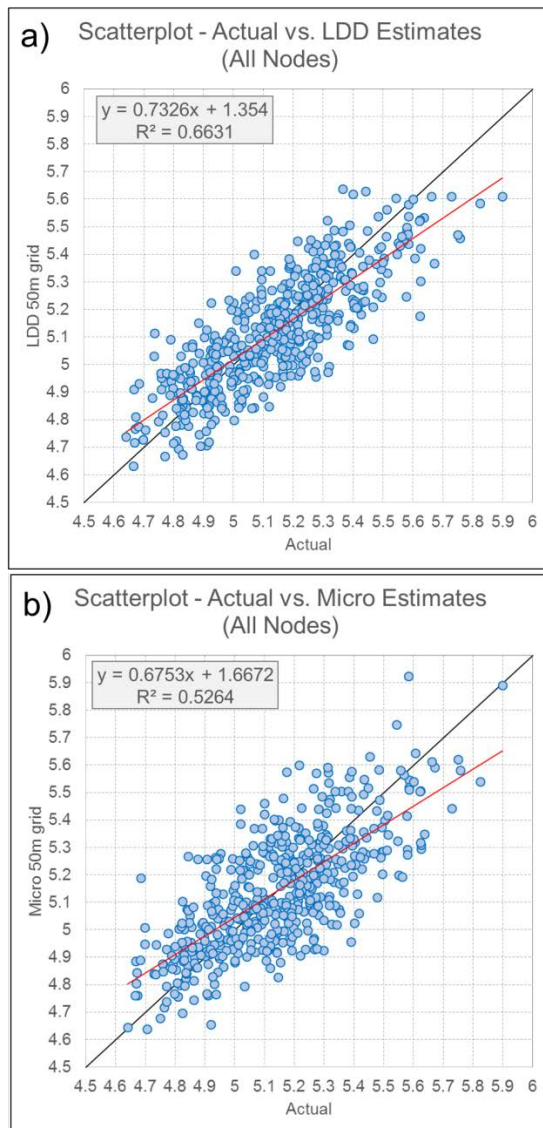 a)
Scatterplot - Actual vs. LDD Estimates
(All Nodes)
y = 0.7326x + 1.354
R² = 0.6631
6
5.9
5.8
5.7
5.6
5.5
5.4
5.3
5.2
5.1
5
4.9
4.8
4.7
4.6
4.5
LDD 50m grid
4.5 4.6 4.7 4.8 4.9 5 5.1 5.2 5.3 5.4 5.5 5.6 5.7 5.8 5.9 6
Actual
b)
Scatterplot - Actual vs. Micro Estimates
(All Nodes)
y = 0.6753x + 1.6672
R² = 0.5264
6
5.9
5.8
5.7
5.6
5.5
5.4
5.3
5.2
5.1
5
4.9
4.8
4.7
4.6
4.5
Micro 50m grid
4.5 4.6 4.7 4.8 4.9 5 5.1 5.2 5.3 5.4 5.5 5.6 5.7 5.8 5.9 6
Actual